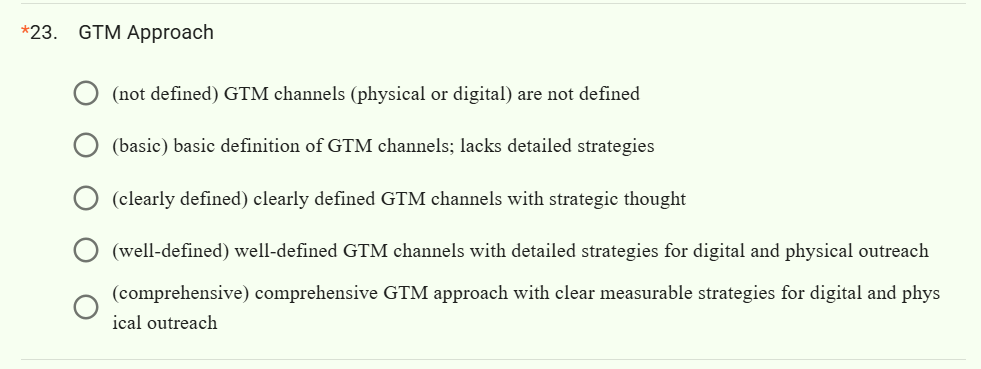 *23. GTM Approach
(not defined) GTM channels (physical or digital) are not defined
(basic) basic definition of GTM channels; lacks detailed strategies
(clearly defined) clearly defined GTM channels with strategic thought
(well-defined) well-defined GTM channels with detailed strategies for digital and physical outreach
(comprehensive) comprehensive GTM approach with clear measurable strategies for digital and phys
ical outreach